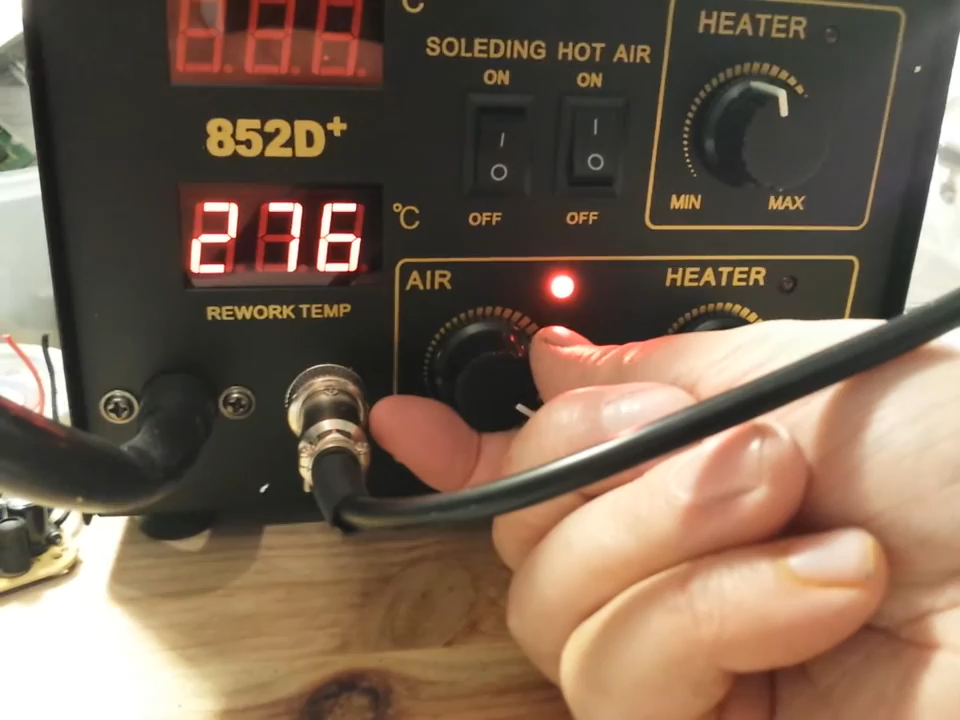 °C
SOLEDING HOT AIR
HEATER
ON ON
852D+
MIN MAX
OFF OFF
276
°C
REWORK TEMP
AIR
HEATER